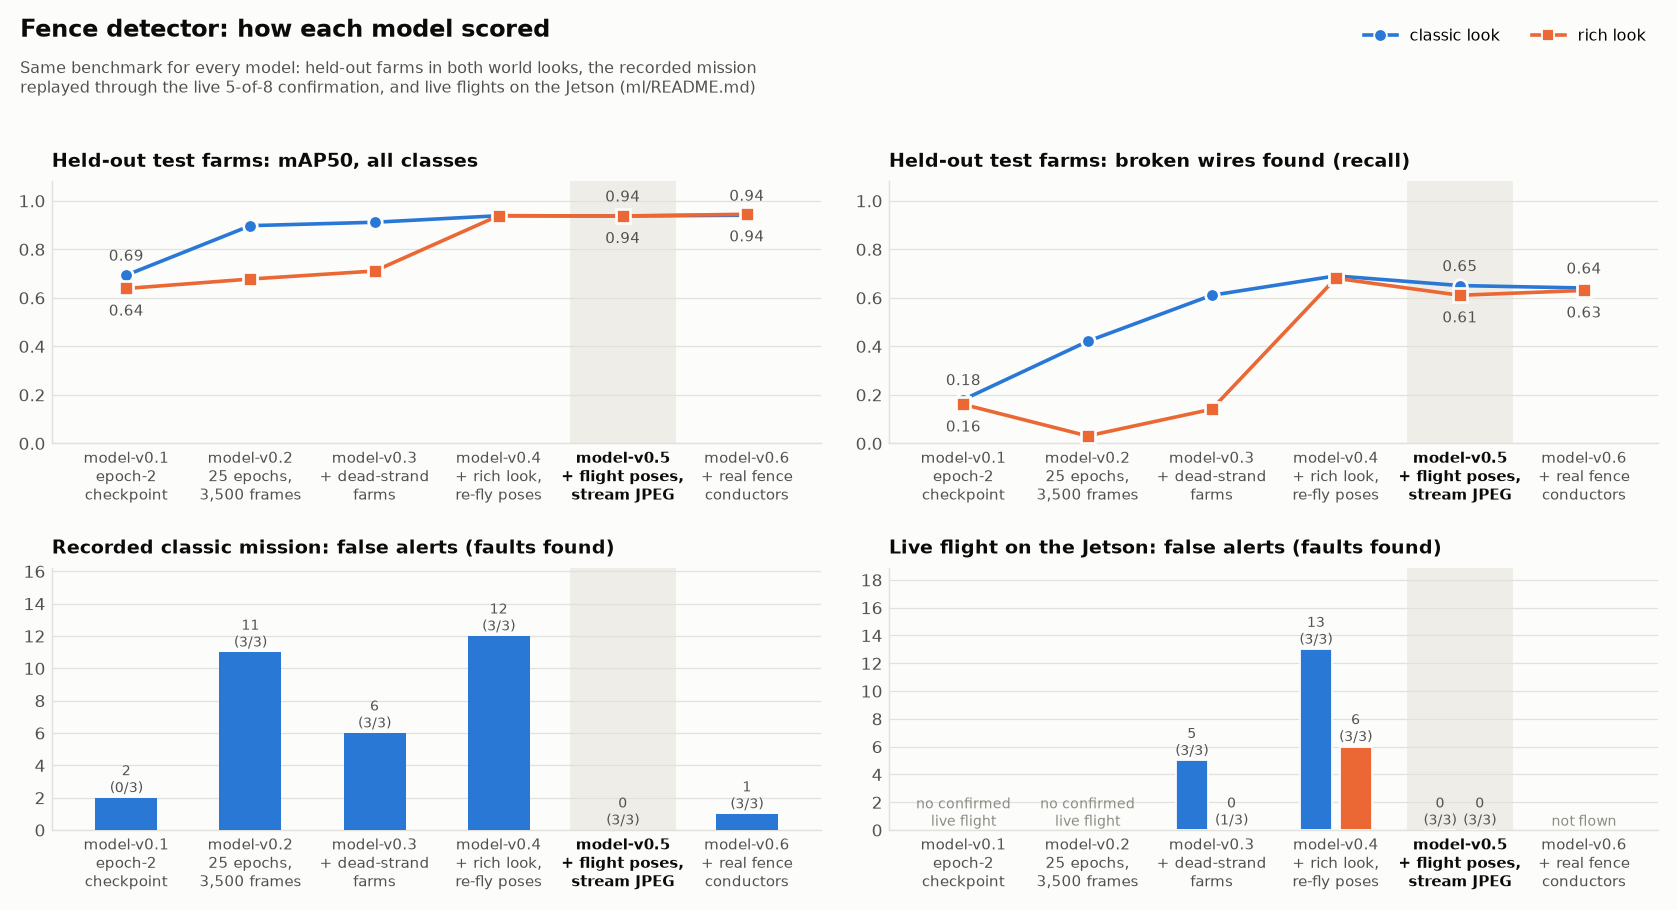 Fence detector: how each model scored
classic look
rich look
Same benchmark for every model: held-out farms in both world looks, the recorded mission
replayed through the live 5-of-8 confirmation, and live flights on the Jetson (ml/README.md)
Held-out test farms: mAP50, all classes
1.0
0.8
0.6
0.4
0.2
0.0
0.69
0.64
0.94
0.94
0.94
0.94
model-v0.1
epoch-2
checkpoint
model-v0.2
25 epochs,
3,500 frames
model-v0.3
+ dead-strand
farms
model-v0.4
+ rich look,
re-fly poses
model-v0.5
+ flight poses,
stream JPEG
model-v0.6
+ real fence
conductors
Held-out test farms: broken wires found (recall)
1.0
0.8
0.6
0.4
0.2
0.0
0.18
0.16
0.65
0.61
0.64
0.63
model-v0.1
epoch-2
checkpoint
model-v0.2
25 epochs,
3,500 frames
model-v0.3
+ dead-strand
farms
model-v0.4
+ rich look,
re-fly poses
model-v0.5
+ flight poses,
stream JPEG
model-v0.6
+ real fence
conductors
Recorded classic mission: false alerts (faults found)
16
14
12
10
8
6
4
2
0
2
(0/3)
11
(3/3)
6
(3/3)
12
(3/3)
0
(3/3)
1
(3/3)
model-v0.1
epoch-2
checkpoint
model-v0.2
25 epochs,
3,500 frames
model-v0.3
+ dead-strand
farms
model-v0.4
+ rich look,
re-fly poses
model-v0.5
+ flight poses,
stream JPEG
model-v0.6
+ real fence
conductors
Live flight on the Jetson: false alerts (faults found)
18
16
14
12
10
8
6
4
2
0
no confirmed
live flight
no confirmed
live flight
5
(3/3)
0
(1/3)
13
(3/3)
6
(3/3)
0
(3/3)
0
(3/3)
not flown
model-v0.1
epoch-2
checkpoint
model-v0.2
25 epochs,
3,500 frames
model-v0.3
+ dead-strand
farms
model-v0.4
+ rich look,
re-fly poses
model-v0.5
+ flight poses,
stream JPEG
model-v0.6
+ real fence
conductors